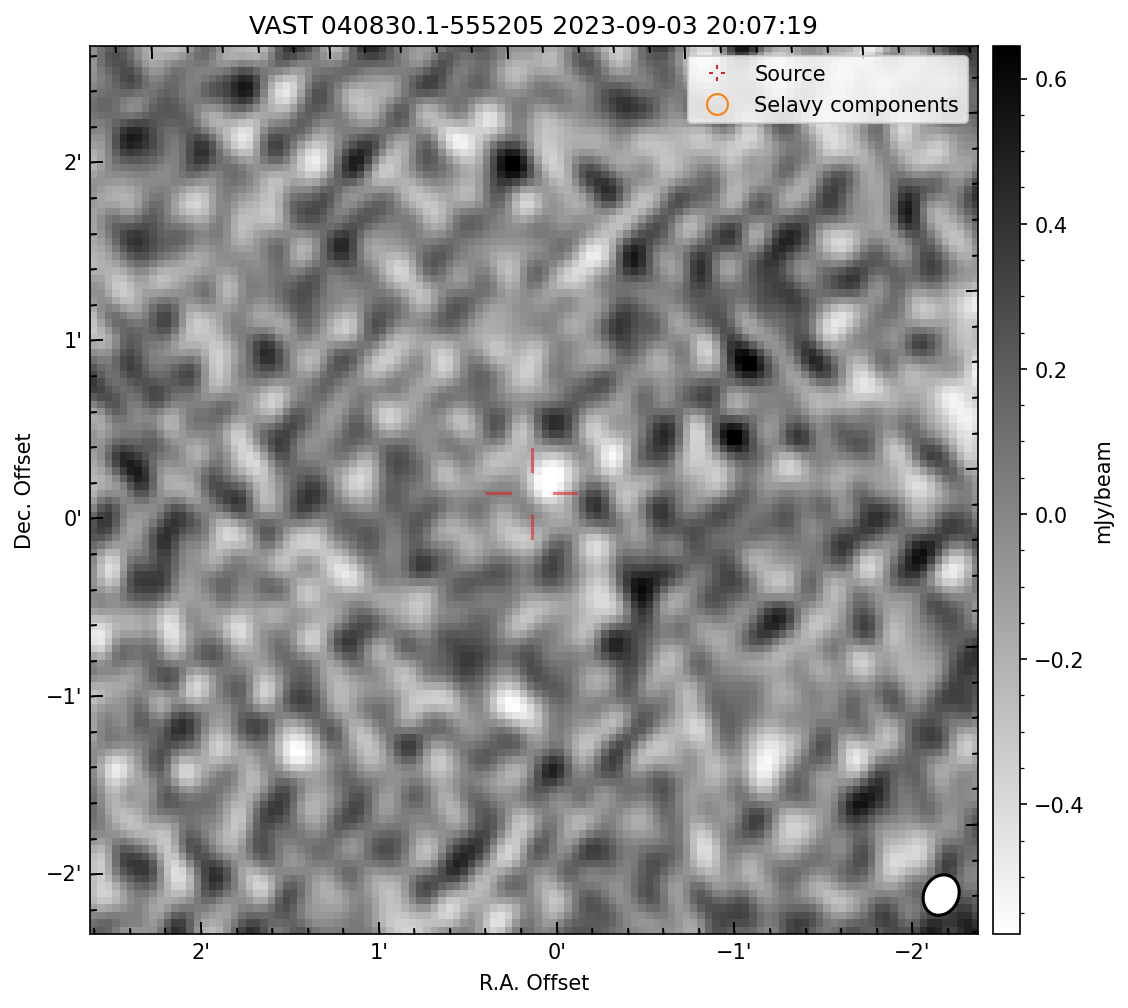 VAST 040830.1-555205 2023-09-03 20:07:19
Source
Selavy components
2'
1'
0'
−1'
−2'
Dec. Offset
2'
1'
0'
−1'
−2'
R.A. Offset
0.6
0.4
0.2
0.0
−0.2
−0.4
mJy/beam